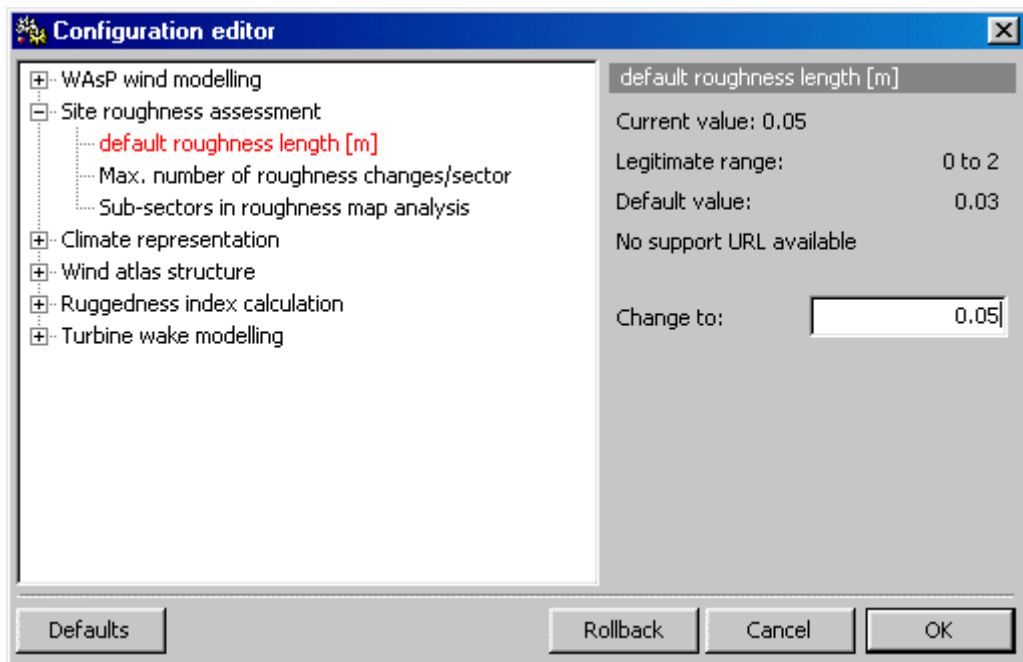 Configuration editor
WAsP wind modelling
Site roughness assessment
default roughness length [m]
Max. number of roughness changes/sector
Sub-sectors in roughness map analysis
Climate representation
Wind atlas structure
Ruggedness index calculation
Turbine wake modelling
default roughness length [m]
Current value: 0.05
Legitimate range: 0 to 2
Default value: 0.03
No support URL available
Change to: 0.05
Defaults Rollback Cancel OK